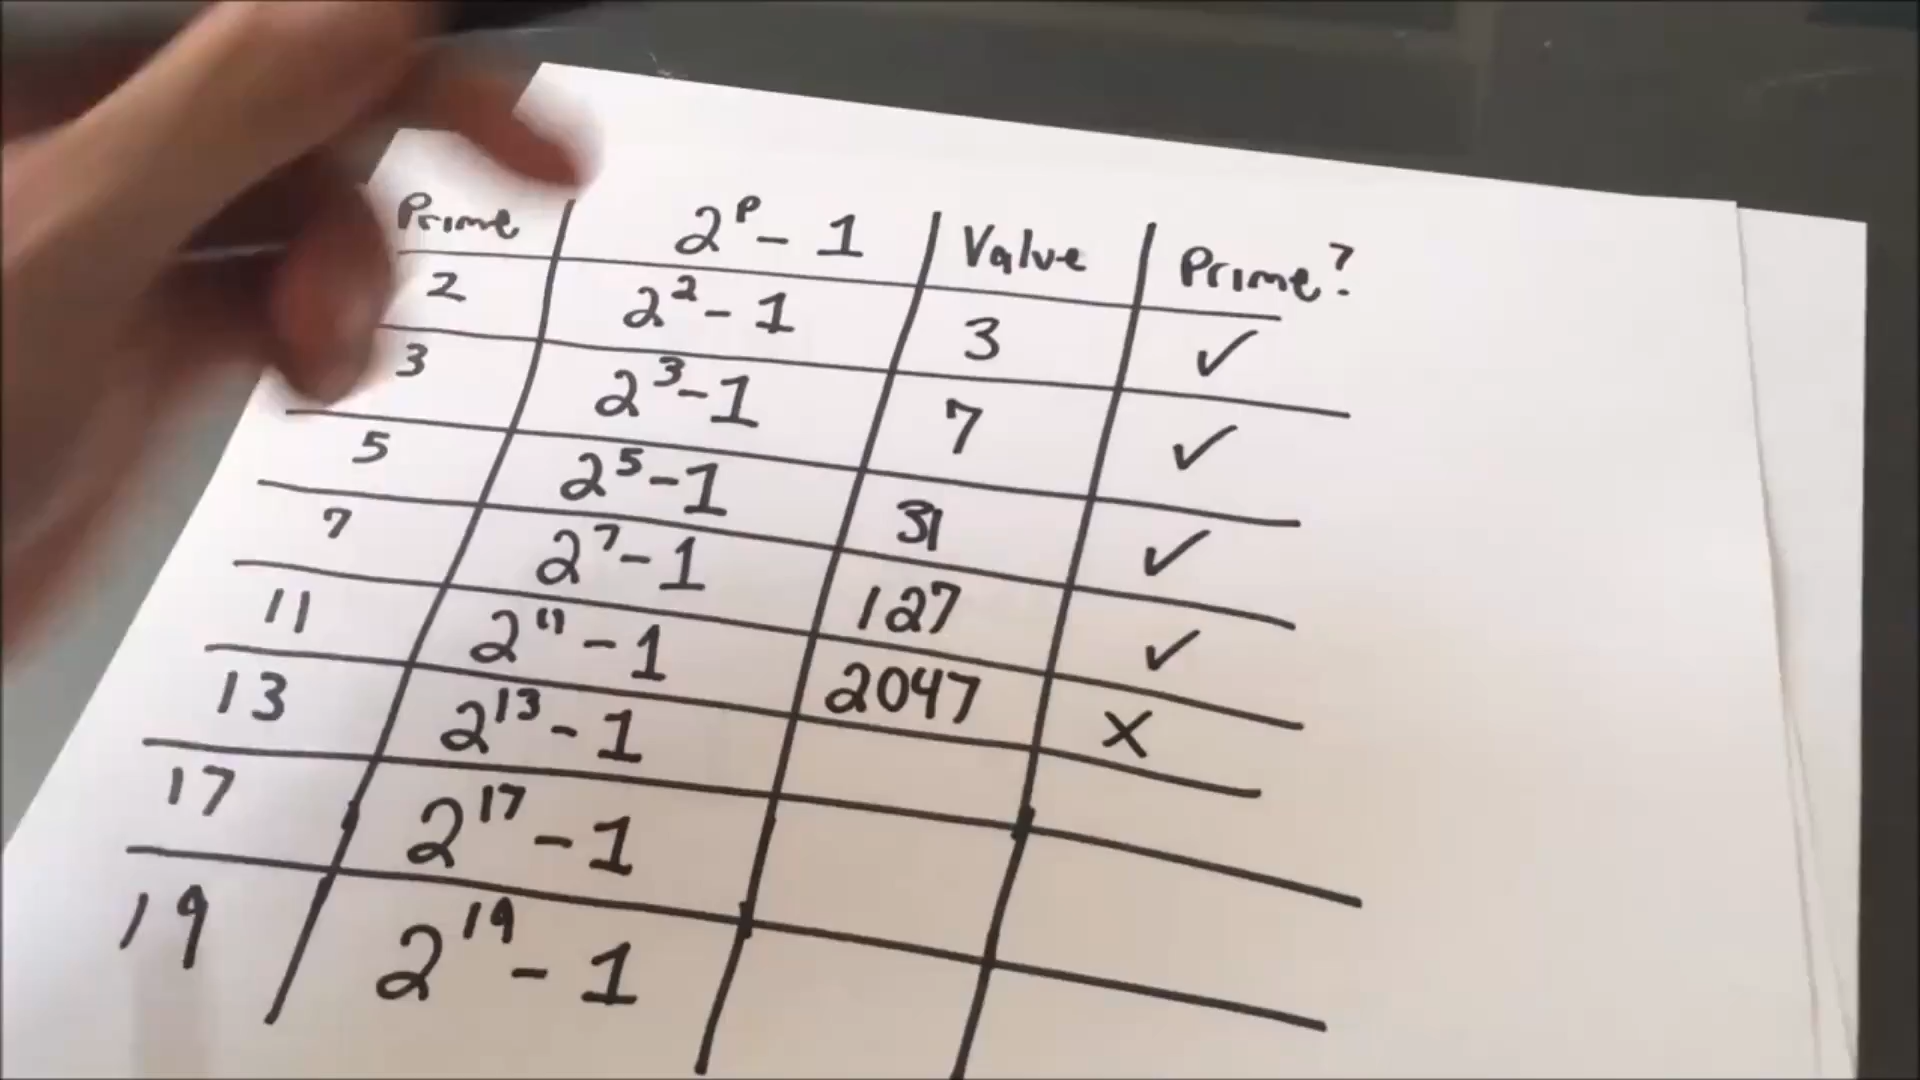 Prime 2^p - 1 Value Prime?
2 2^2 - 1 3 ✓
3 2^3 - 1 7 ✓
5 2^5 - 1 31 ✓
7 2^7 - 1 127 ✓
11 2^11 - 1 2047 X
13 2^13 - 1
17 2^17 - 1
19 2^19 - 1